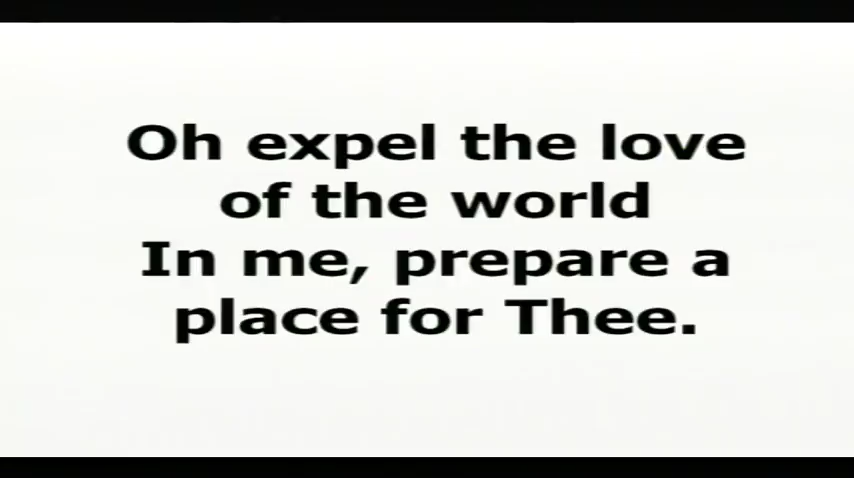 Oh expel the love
of the world
In me, prepare a
place for Thee.